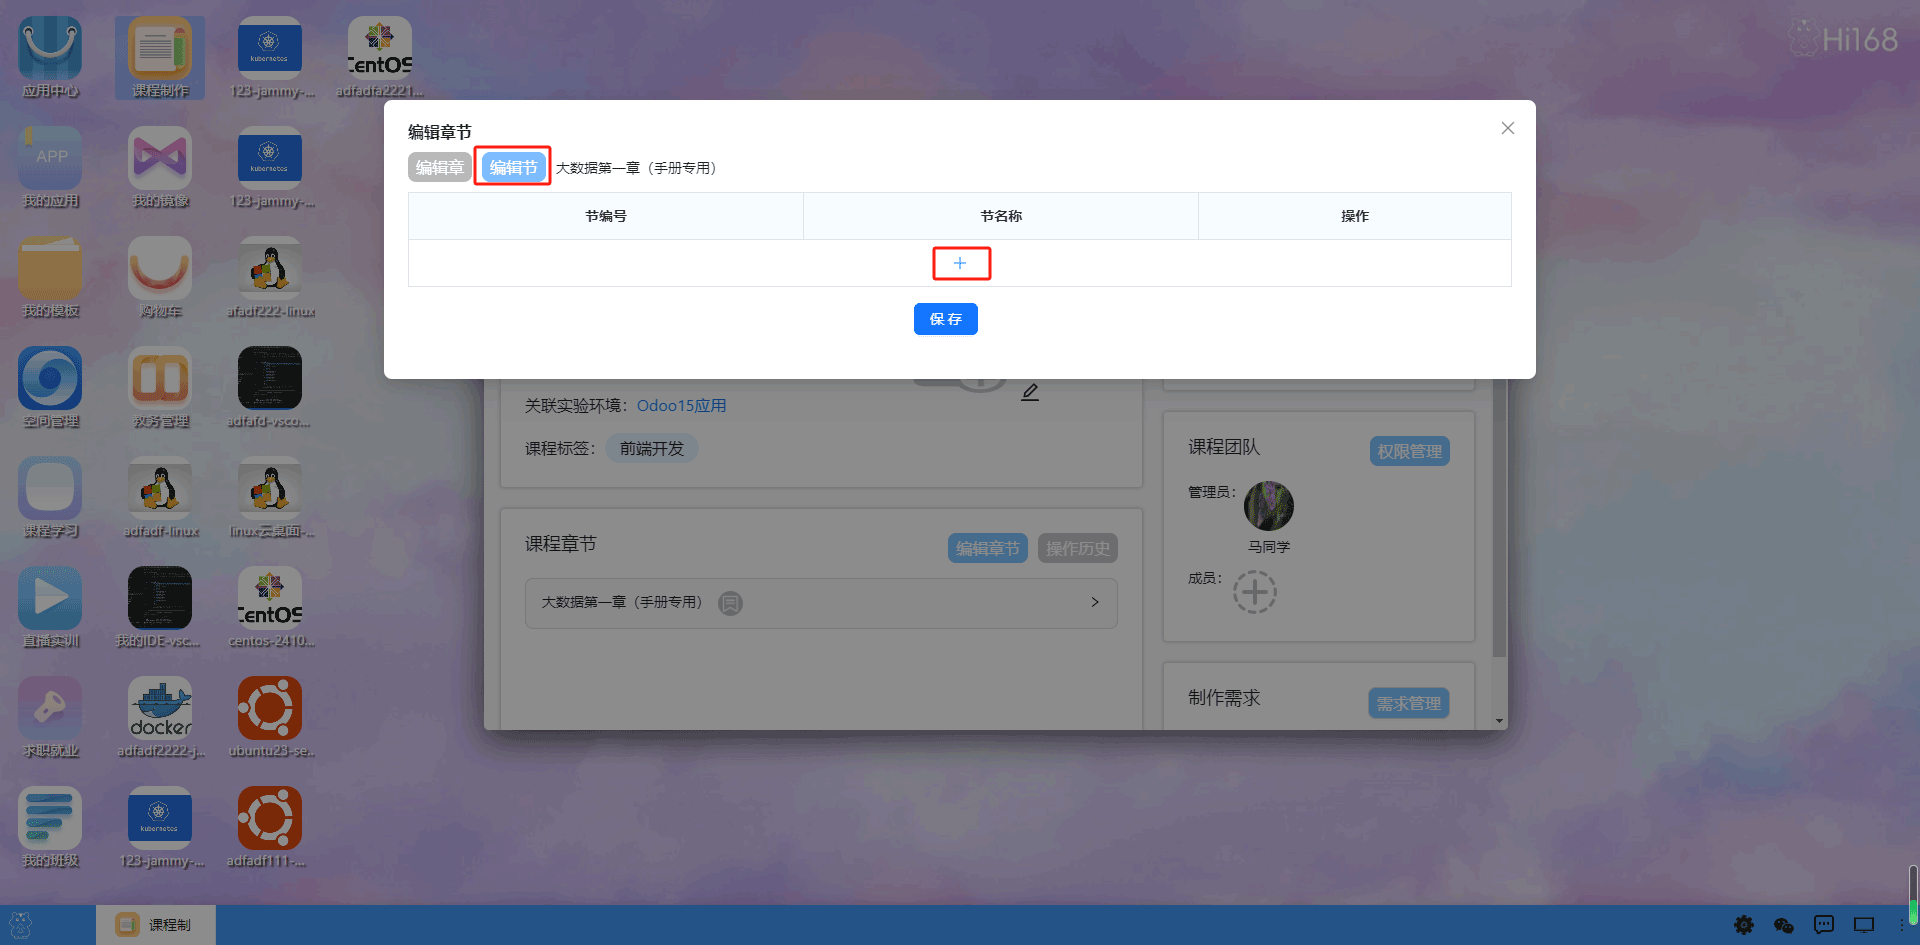 Hi168
应用中心
课程制作
123-jammy-...
kubernetes
CentOS
adfadfa2221...
APP
我的应用
我的镜像
kubernetes
123-jammy-...
我的模板
购物车
afadf222-linux
空间管理
教务管理
adfafd-vsco...
课程学习
adfadf-linux
linux云桌面-...
直播实训
我的IDE-vsc...
CentOS
centos-2410...
求职就业
docker
adfadf2222-j...
ubuntu23-se...
我的班级
kubernetes
123-jammy-...
adfadf111-...
编辑章节
编辑章
编辑节
大数据第一章（手册专用）
节编号
节名称
操作
+
保 存
关联实验环境：
Odoo15应用
课程标签：
前端开发
课程章节
编辑章节
操作历史
大数据第一章（手册专用）
课程团队
权限管理
管理员：
马同学
成员：
制作需求
需求管理
课程制